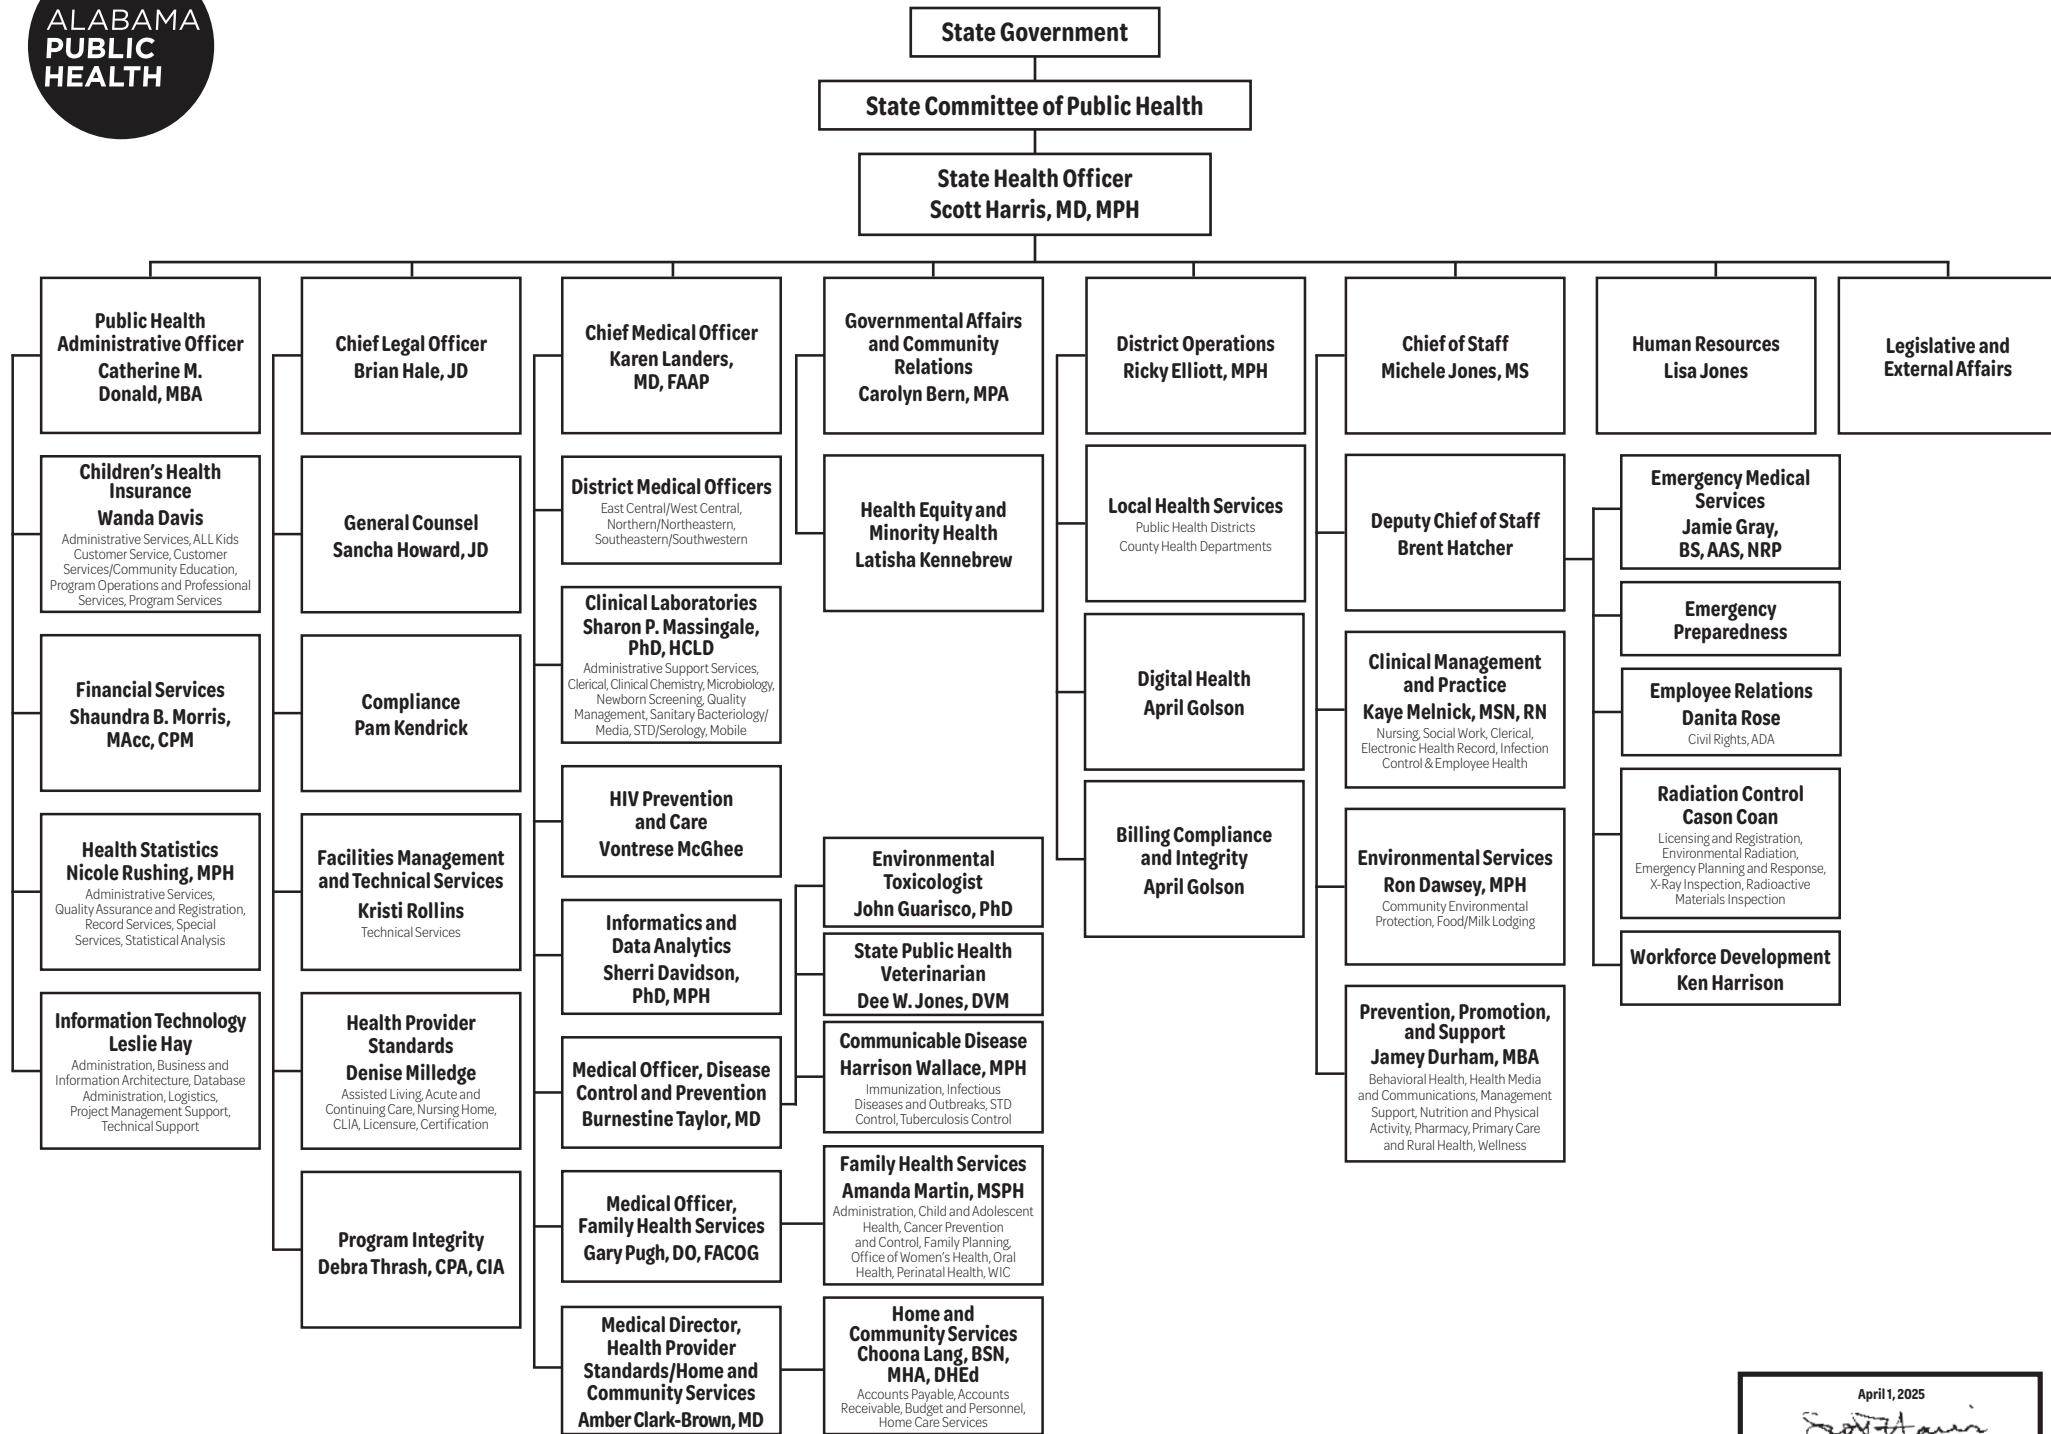 ALABAMA
PUBLIC
HEALTH
State Government
State Committee of Public Health
State Health Officer
Scott Harris, MD, MPH
Public Health
Administrative Officer
Catherine M.
Donald, MBA
Children's Health
Insurance
Wanda Davis
Administrative Services, ALL Kids
Customer Service, Customer
Services/Community Education,
Program Operations and Professional
Services, Program Services
Financial Services
Shaundra B. Morris,
MAcc, CPM
Health Statistics
Nicole Rushing, MPH
Administrative Services,
Quality Assurance and Registration,
Record Services, Special
Services, Statistical Analysis
Information Technology
Leslie Hay
Administration, Business and
Information Architecture, Database
Administration, Logistics,
Project Management Support,
Technical Support
Chief Legal Officer
Brian Hale, JD
General Counsel
Sancha Howard, JD
Compliance
Pam Kendrick
Facilities Management
and Technical Services
Kristi Rollins
Technical Services
Health Provider
Standards
Denise Milledge
Assisted Living, Acute and
Continuing Care, Nursing Home,
CLIA, Licensure, Certification
Program Integrity
Debra Thrash, CPA, CIA
Chief Medical Officer
Karen Landers,
MD, FAAP
District Medical Officers
East Central/West Central,
Northern/Northeastern,
Southeastern/Southwestern
Clinical Laboratories
Sharon P. Massingale,
PhD, HCLD
Administrative Support Services,
Clerical, Clinical Chemistry, Microbiology,
Newborn Screening, Quality
Management, Sanitary Bacteriology/
Media, STD/Serology, Mobile
HIV Prevention
and Care
Vontrese McGhee
Informatics and
Data Analytics
Sherri Davidson,
PhD, MPH
Medical Officer, Disease
Control and Prevention
Burnestine Taylor, MD
Medical Officer,
Family Health Services
Gary Pugh, DO, FACOG
Medical Director,
Health Provider
Standards/Home and
Community Services
Amber Clark-Brown, MD
Governmental Affairs
and Community
Relations
Carolyn Bern, MPA
Health Equity and
Minority Health
Latisha Kennebrew
Environmental
Toxicologist
John Guarisco, PhD
State Public Health
Veterinarian
Dee W. Jones, DVM
Communicable Disease
Harrison Wallace, MPH
Immunization, Infectious
Diseases and Outbreaks, STD
Control, Tuberculosis Control
Family Health Services
Amanda Martin, MSPH
Administration, Child and Adolescent
Health, Cancer Prevention
and Control, Family Planning,
Office of Women's Health, Oral
Health, Perinatal Health, WIC
Home and
Community Services
Choona Lang, BSN,
MHA, DHEd
Accounts Payable, Accounts
Receivable, Budget and Personnel,
Home Care Services
District Operations
Ricky Elliott, MPH
Local Health Services
Public Health Districts
County Health Departments
Digital Health
April Golson
Billing Compliance
and Integrity
April Golson
Chief of Staff
Michele Jones, MS
Deputy Chief of Staff
Brent Hatcher
Clinical Management
and Practice
Kaye Melnick, MSN, RN
Nursing, Social Work, Clerical,
Electronic Health Record, Infection
Control & Employee Health
Environmental Services
Ron Dawsey, MPH
Community Environmental
Protection, Food/Milk Lodging
Prevention, Promotion,
and Support
Jamey Durham, MBA
Behavioral Health, Health Media
and Communications, Management
Support, Nutrition and Physical
Activity, Pharmacy, Primary Care
and Rural Health, Wellness
Human Resources
Lisa Jones
Emergency Medical
Services
Jamie Gray,
BS, AAS, NRP
Emergency
Preparedness
Employee Relations
Danita Rose
Civil Rights, ADA
Radiation Control
Cason Coan
Licensing and Registration,
Environmental Radiation,
Emergency Planning and Response,
X-Ray Inspection, Radioactive
Materials Inspection
Workforce Development
Ken Harrison
Legislative and
External Affairs
April 1, 2025
Scott Harris